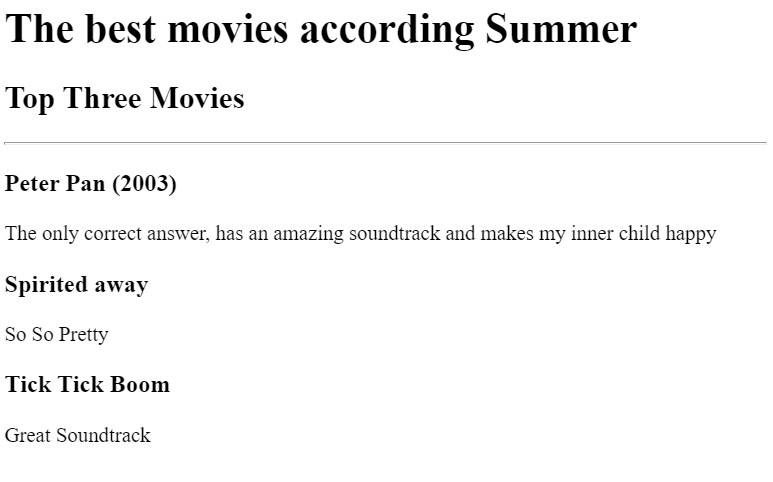 The best movies according Summer
Top Three Movies
Peter Pan (2003)
The only correct answer, has an amazing soundtrack and makes my inner child happy
Spirited away
So So Pretty
Tick Tick Boom
Great Soundtrack